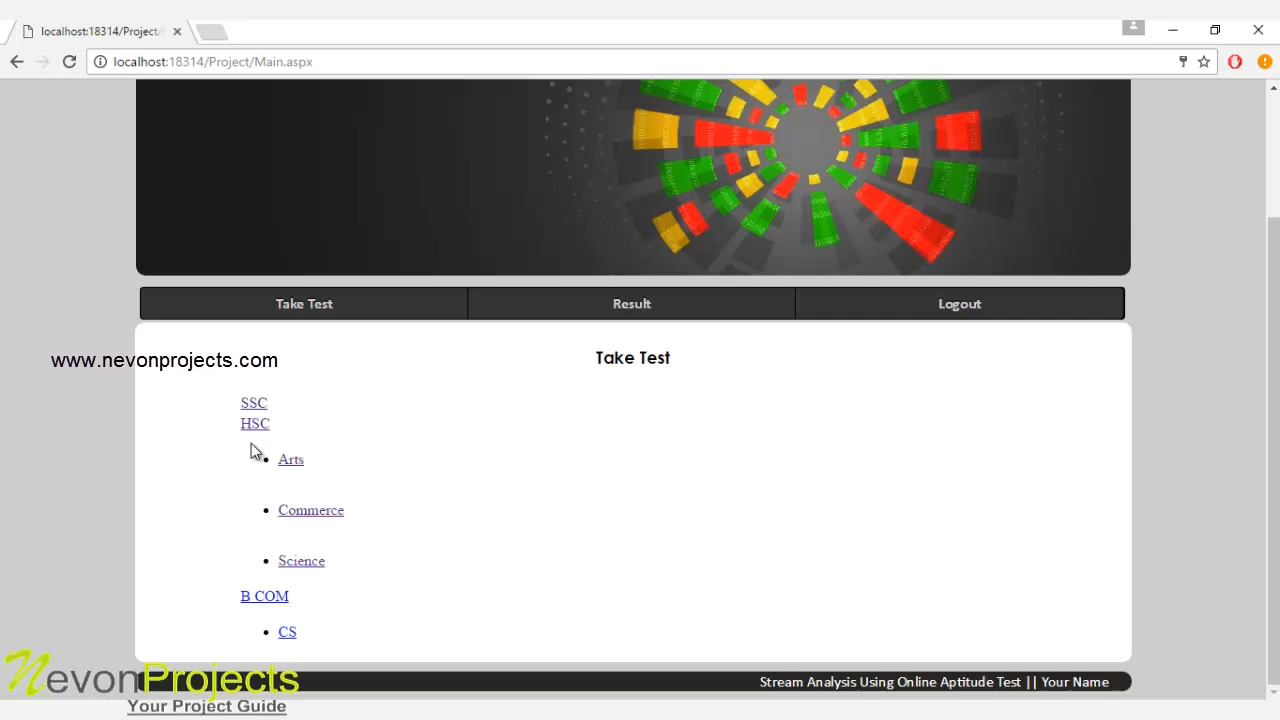 localhost:18314/Project/
localhost:18314/Project/Main.aspx
Take Test Result Logout
www.nevonprojects.com
Take Test
SSC
HSC
Arts
Commerce
Science
B COM
CS
Stream Analysis Using Online Aptitude Test || Your Name
NevonProjects
Your Project Guide